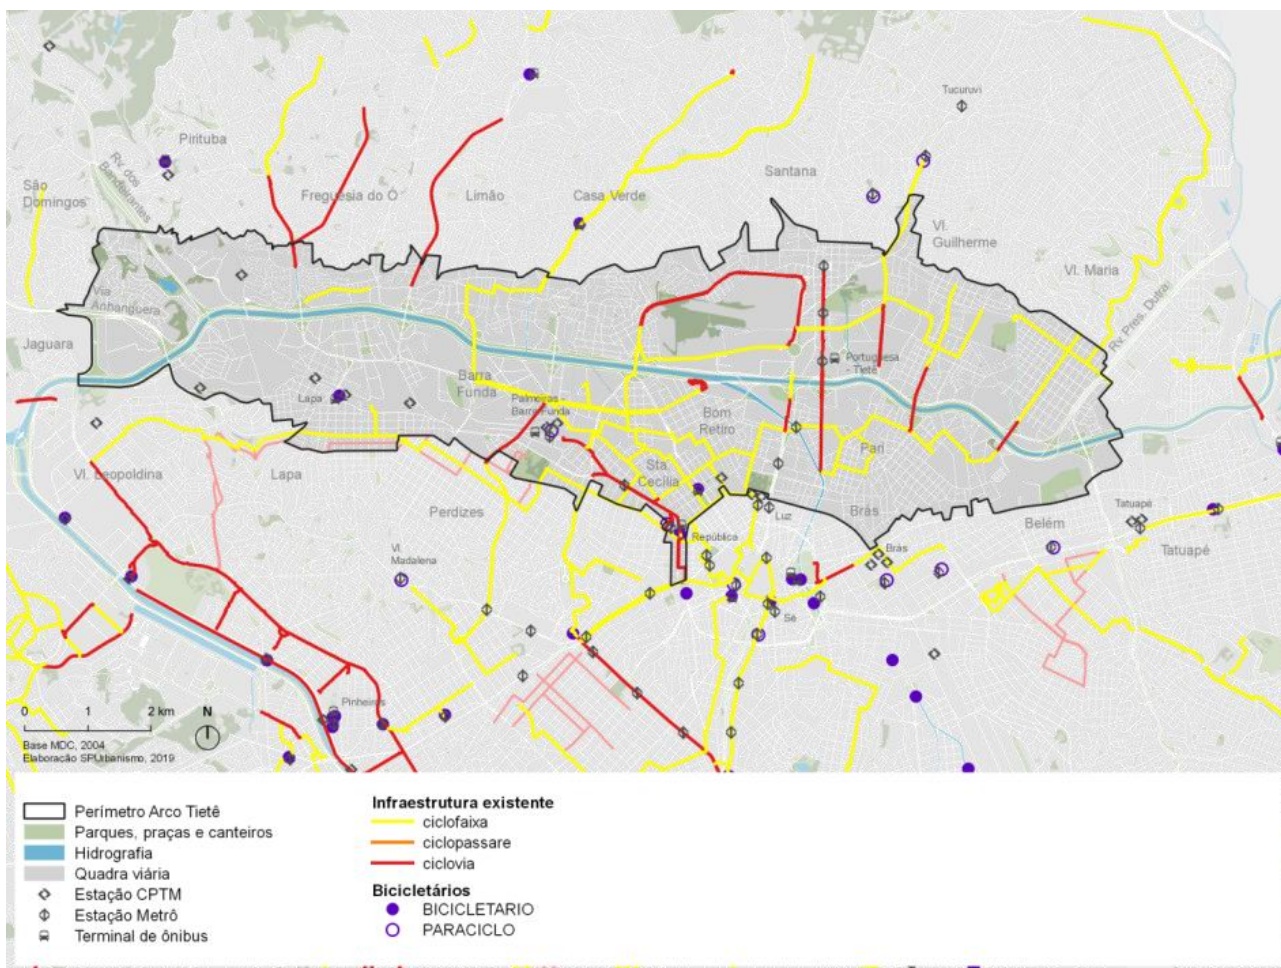 Tucuruvi
Pirituba
Rv. dos
Bandeirantes
São
Domingos
Freguesia do Ó
Limão
Casa Verde
Santana
Vl.
Guilherme
Vl. Maria
Via
Anhanguera
Rv. Pres. Dutra
Jaguara
Portuguesa
- Tietê
Barra
Funda
Lapa
Palmeiras -
Barra Funda
Bom
Retiro
Pari
Sta.
Cecília
Vl. Leopoldina
Lapa
Perdizes
Luz
Brás
Tatuapé
Belém
República
Vl.
Madalena
Brás
Tatuapé
Sé
Pinheiros
0 1 2 km
N
Base MDC, 2004
Elaboração SPUrbanismo, 2019
Perímetro Arco Tietê
Parques, praças e canteiros
Hidrografia
Quadra viária
Estação CPTM
Estação Metrô
Terminal de ônibus
Infraestrutura existente
ciclofaixa
ciclopassare
ciclovia
Bicicletários
BICICLETARIO
PARACICLO